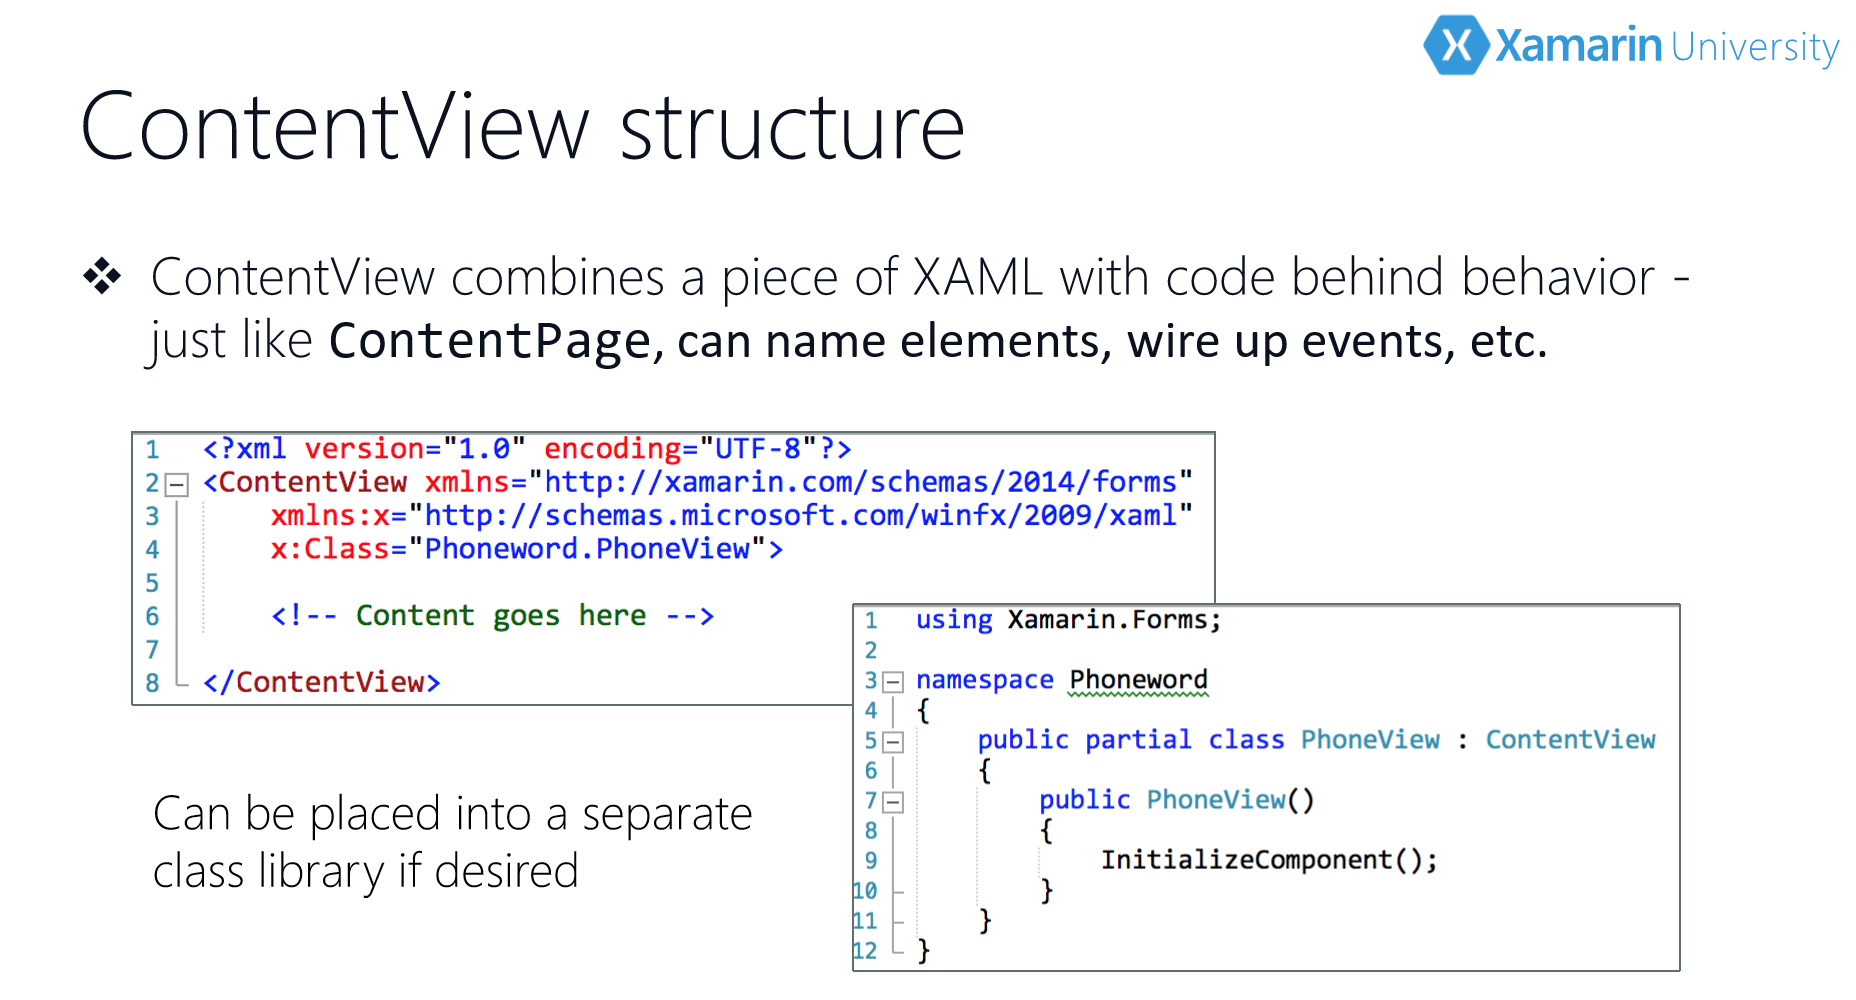 Xamarin University
ContentView structure
❖ ContentView combines a piece of XAML with code behind behavior -
just like ContentPage, can name elements, wire up events, etc.
1 <?xml version="1.0" encoding="UTF-8"?>
2 <ContentView xmlns="http://xamarin.com/schemas/2014/forms"
3     xmlns:x="http://schemas.microsoft.com/winfx/2009/xaml"
4     x:Class="Phoneword.PhoneView">
5
6     <!-- Content goes here -->
7
8 </ContentView>
1 using Xamarin.Forms;
2
3 namespace Phoneword
4 {
5     public partial class PhoneView : ContentView
6     {
7         public PhoneView()
8         {
9             InitializeComponent();
10         }
11     }
12 }
Can be placed into a separate
class library if desired